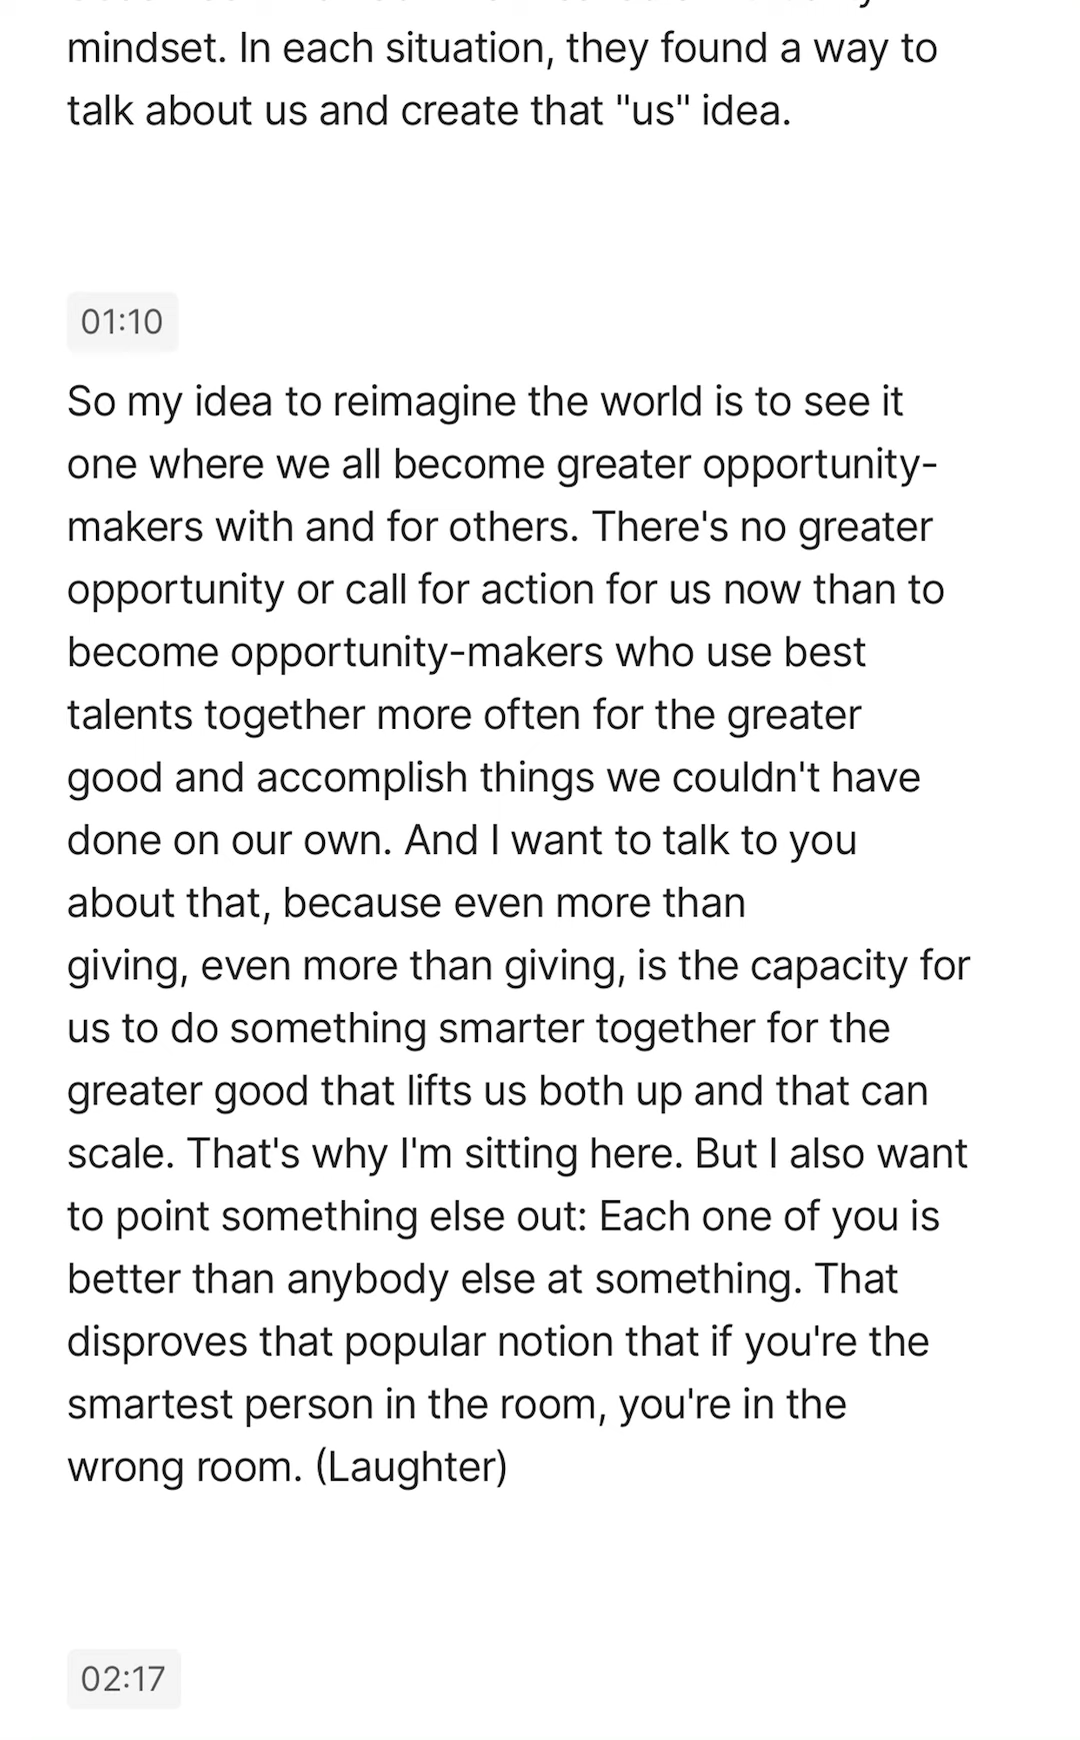 mindset. In each situation, they found a way to
talk about us and create that "us" idea.
01:10
So my idea to reimagine the world is to see it
one where we all become greater opportunity-
makers with and for others. There's no greater
opportunity or call for action for us now than to
become opportunity-makers who use best
talents together more often for the greater
good and accomplish things we couldn't have
done on our own. And I want to talk to you
about that, because even more than
giving, even more than giving, is the capacity for
us to do something smarter together for the
greater good that lifts us both up and that can
scale. That's why I'm sitting here. But I also want
to point something else out: Each one of you is
better than anybody else at something. That
disproves that popular notion that if you're the
smartest person in the room, you're in the
wrong room. (Laughter)
02:17